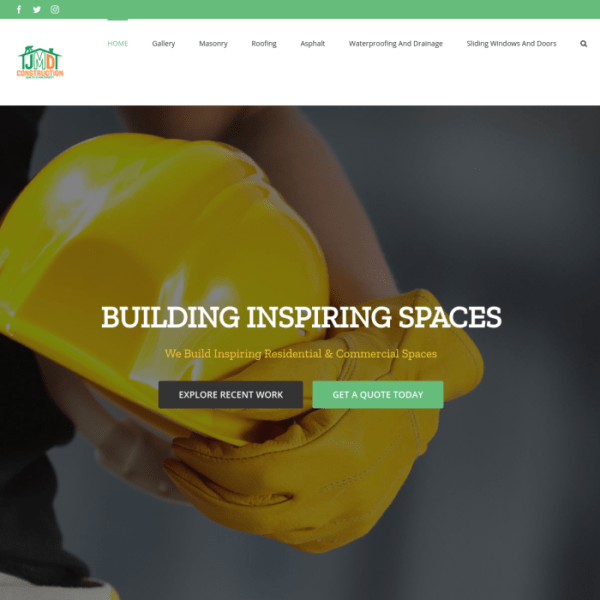 JMD
CONSTRUCTION
HOME Gallery Masonry Roofing Asphalt Waterproofing And Drainage Sliding Windows And Doors
BUILDING INSPIRING SPACES
We Build Inspiring Residential & Commercial Spaces
EXPLORE RECENT WORK GET A QUOTE TODAY